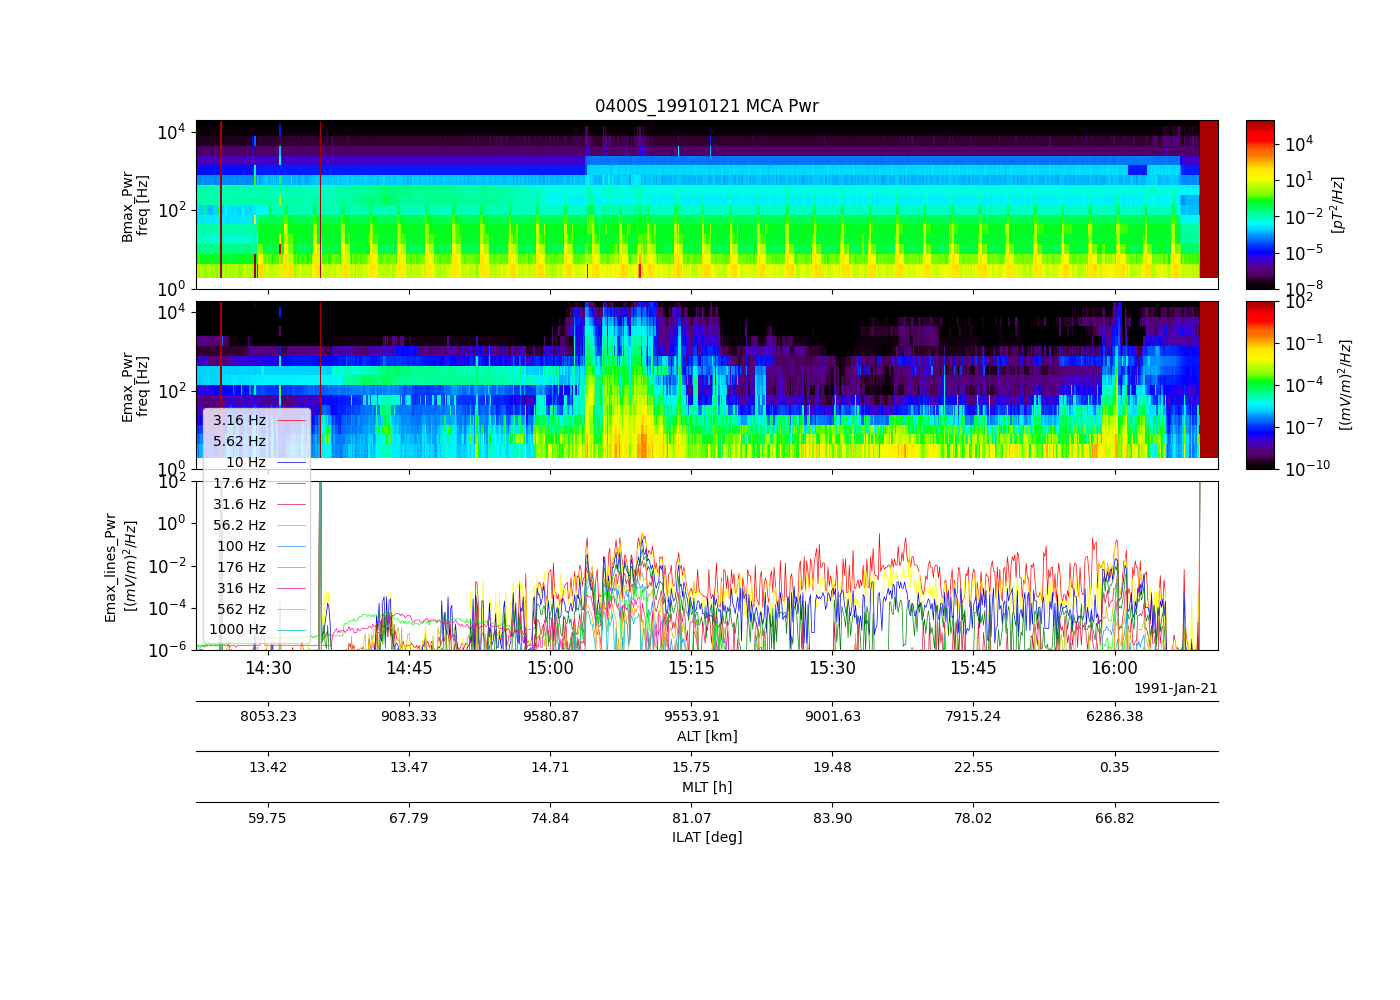 0400S_19910121 MCA Pwr
Bmax_Pwr
freq [Hz]
10^4
10^2
10^0
10^4
10^1
10^-2
10^-5
10^-8
[pT^2/Hz]
Emax_Pwr
freq [Hz]
10^4
10^2
10^0
10^2
10^-1
10^-4
10^-7
10^-10
[(mV/m)^2/Hz]
3.16 Hz
5.62 Hz
10 Hz
17.6 Hz
31.6 Hz
56.2 Hz
100 Hz
176 Hz
316 Hz
562 Hz
1000 Hz
Emax_lines_Pwr
[(mV/m)^2/Hz]
10^2
10^0
10^-2
10^-4
10^-6
14:30 14:45 15:00 15:15 15:30 15:45 16:00
1991-Jan-21
8053.23 9083.33 9580.87 9553.91 9001.63 7915.24 6286.38
ALT [km]
13.42 13.47 14.71 15.75 19.48 22.55 0.35
MLT [h]
59.75 67.79 74.84 81.07 83.90 78.02 66.82
ILAT [deg]